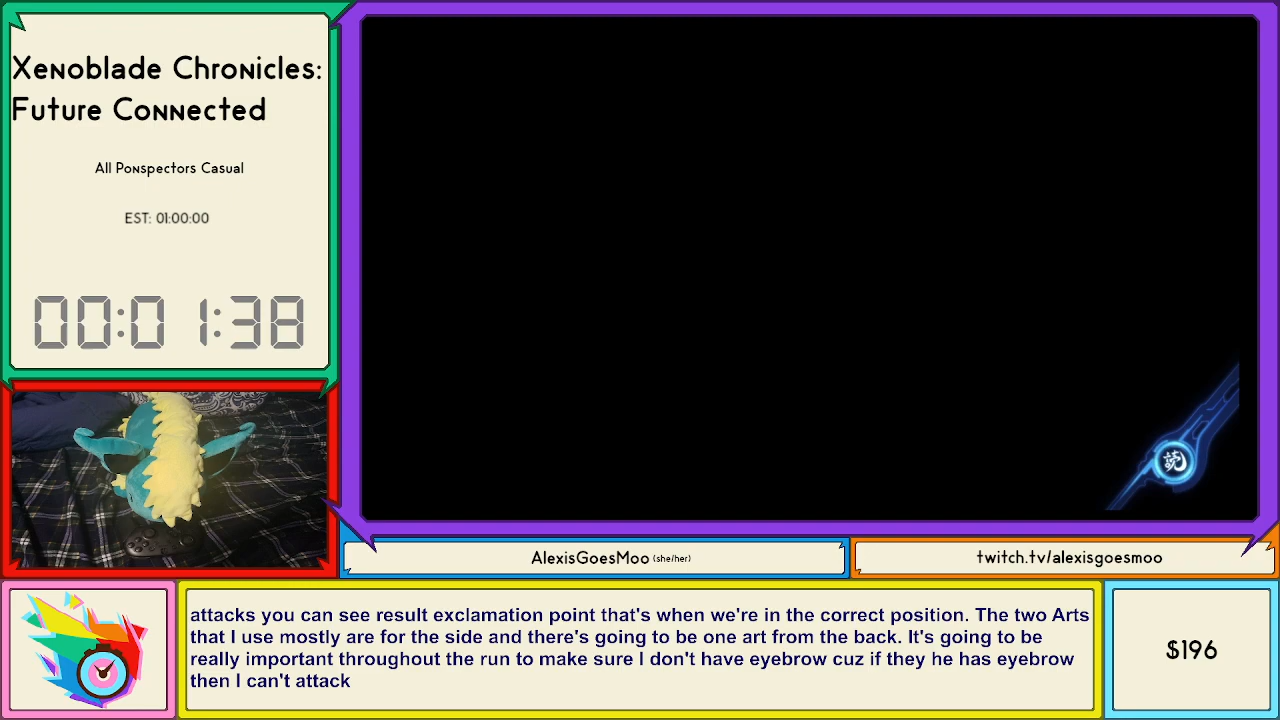 Xenoblade Chronicles:
Future Connected
All Ponspectors Casual
EST: 01:00:00
00:01:38
AlexisGoesMoo (she/her)
twitch.tv/alexisgoesmoo
attacks you can see result exclamation point that's when we're in the correct position. The two Arts
that I use mostly are for the side and there's going to be one art from the back. It's going to be
really important throughout the run to make sure I don't have eyebrow cuz if they he has eyebrow
then I can't attack
$196